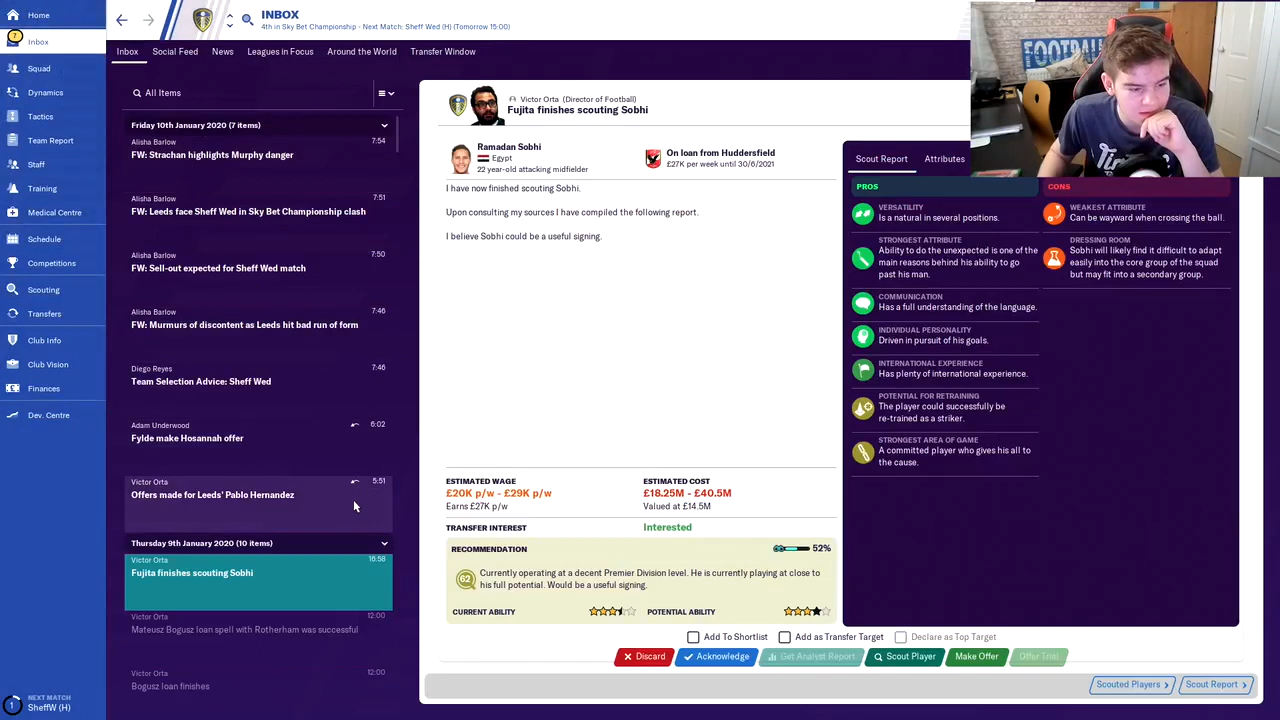 Home
INBOX
4th in Sky Bet Championship - Next Match: Sheff Wed (H) (Tomorrow 15:00)
7
Inbox
Inbox
Social Feed
News
Leagues in Focus
Around the World
Transfer Window
Squad
Dynamics
Tactics
Team Report
Staff
Training
Medical Centre
Schedule
Competitions
Scouting
Transfers
Club Info
Club Vision
Finances
Dev. Centre
1
NEXT MATCH
SheffW (H)
All Items
Friday 10th January 2020 (7 items)
Alisha Barlow 7:54
FW: Strachan highlights Murphy danger
Alisha Barlow 7:51
FW: Leeds face Sheff Wed in Sky Bet Championship clash
Alisha Barlow 7:50
FW: Sell-out expected for Sheff Wed match
Alisha Barlow 7:46
FW: Murmurs of discontent as Leeds hit bad run of form
Diego Reyes 7:46
Team Selection Advice: Sheff Wed
Adam Underwood 6:02
Fylde make Hosannah offer
Victor Orta 5:51
Offers made for Leeds' Pablo Hernandez
Thursday 9th January 2020 (10 items)
Victor Orta 16:58
Fujita finishes scouting Sobhi
Victor Orta 12:00
Mateusz Bogusz loan spell with Rotherham was successful
Victor Orta 12:00
Bogusz loan finishes
Victor Orta (Director of Football)
Fujita finishes scouting Sobhi
Ramadan Sobhi
Egypt
22 year-old attacking midfielder
On loan from Huddersfield
£27K per week until 30/6/2021
I have now finished scouting Sobhi.
Upon consulting my sources I have compiled the following report.
I believe Sobhi could be a useful signing.
ESTIMATED WAGE
£20K p/w - £29K p/w
Earns £27K p/w
ESTIMATED COST
£18.25M - £40.5M
Valued at £14.5M
TRANSFER INTEREST
Interested
RECOMMENDATION
52%
62
Currently operating at a decent Premier Division level. He is currently playing at close to
his full potential. Would be a useful signing.
CURRENT ABILITY
POTENTIAL ABILITY
Scout Report
Attributes
PROS
VERSATILITY
Is a natural in several positions.
STRONGEST ATTRIBUTE
Ability to do the unexpected is one of the
main reasons behind his ability to go
past his man.
COMMUNICATION
Has a full understanding of the language.
INDIVIDUAL PERSONALITY
Driven in pursuit of his goals.
INTERNATIONAL EXPERIENCE
Has plenty of international experience.
POTENTIAL FOR RETRAINING
The player could successfully be
re-trained as a striker.
STRONGEST AREA OF GAME
A committed player who gives his all to
the cause.
CONS
WEAKEST ATTRIBUTE
Can be wayward when crossing the ball.
DRESSING ROOM
Sobhi will likely find it difficult to adapt
easily into the core group of the squad
but may fit into a secondary group.
Add To Shortlist
Add as Transfer Target
Declare as Top Target
Discard
Acknowledge
Get Analyst Report
Scout Player
Make Offer
Offer Trial
Scouted Players
Scout Report
FOOTBALL